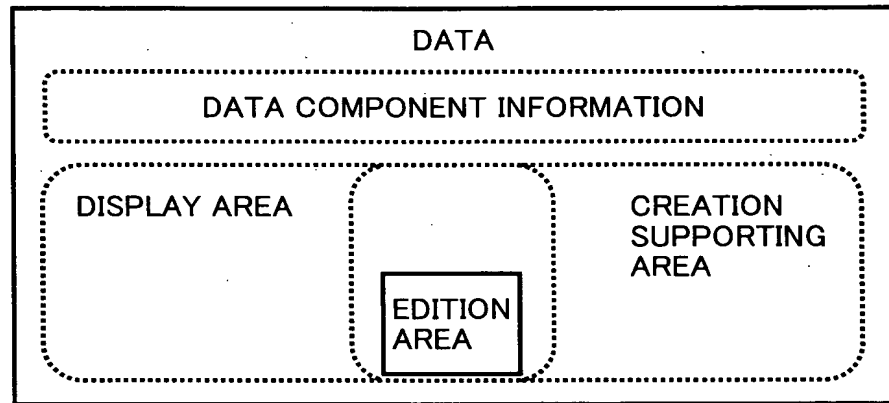 DATA
DATA COMPONENT INFORMATION
DISPLAY AREA
CREATION
SUPPORTING
AREA
EDITION
AREA